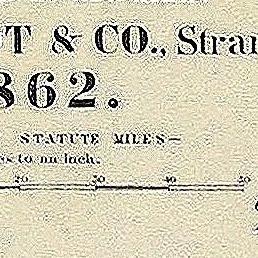 T & CO., Stran
862.
STATUTE MILES
to an Inch.
20 30 40 50